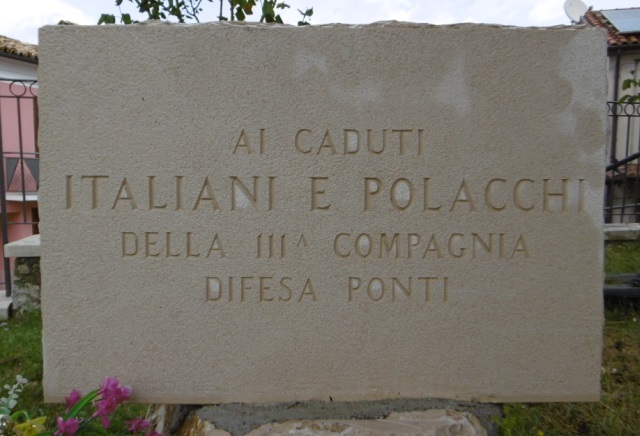 AI CADUTI
ITALIANI E POLACCHI
DELLA IIIᴬ COMPAGNIA
DIFESA PONTI